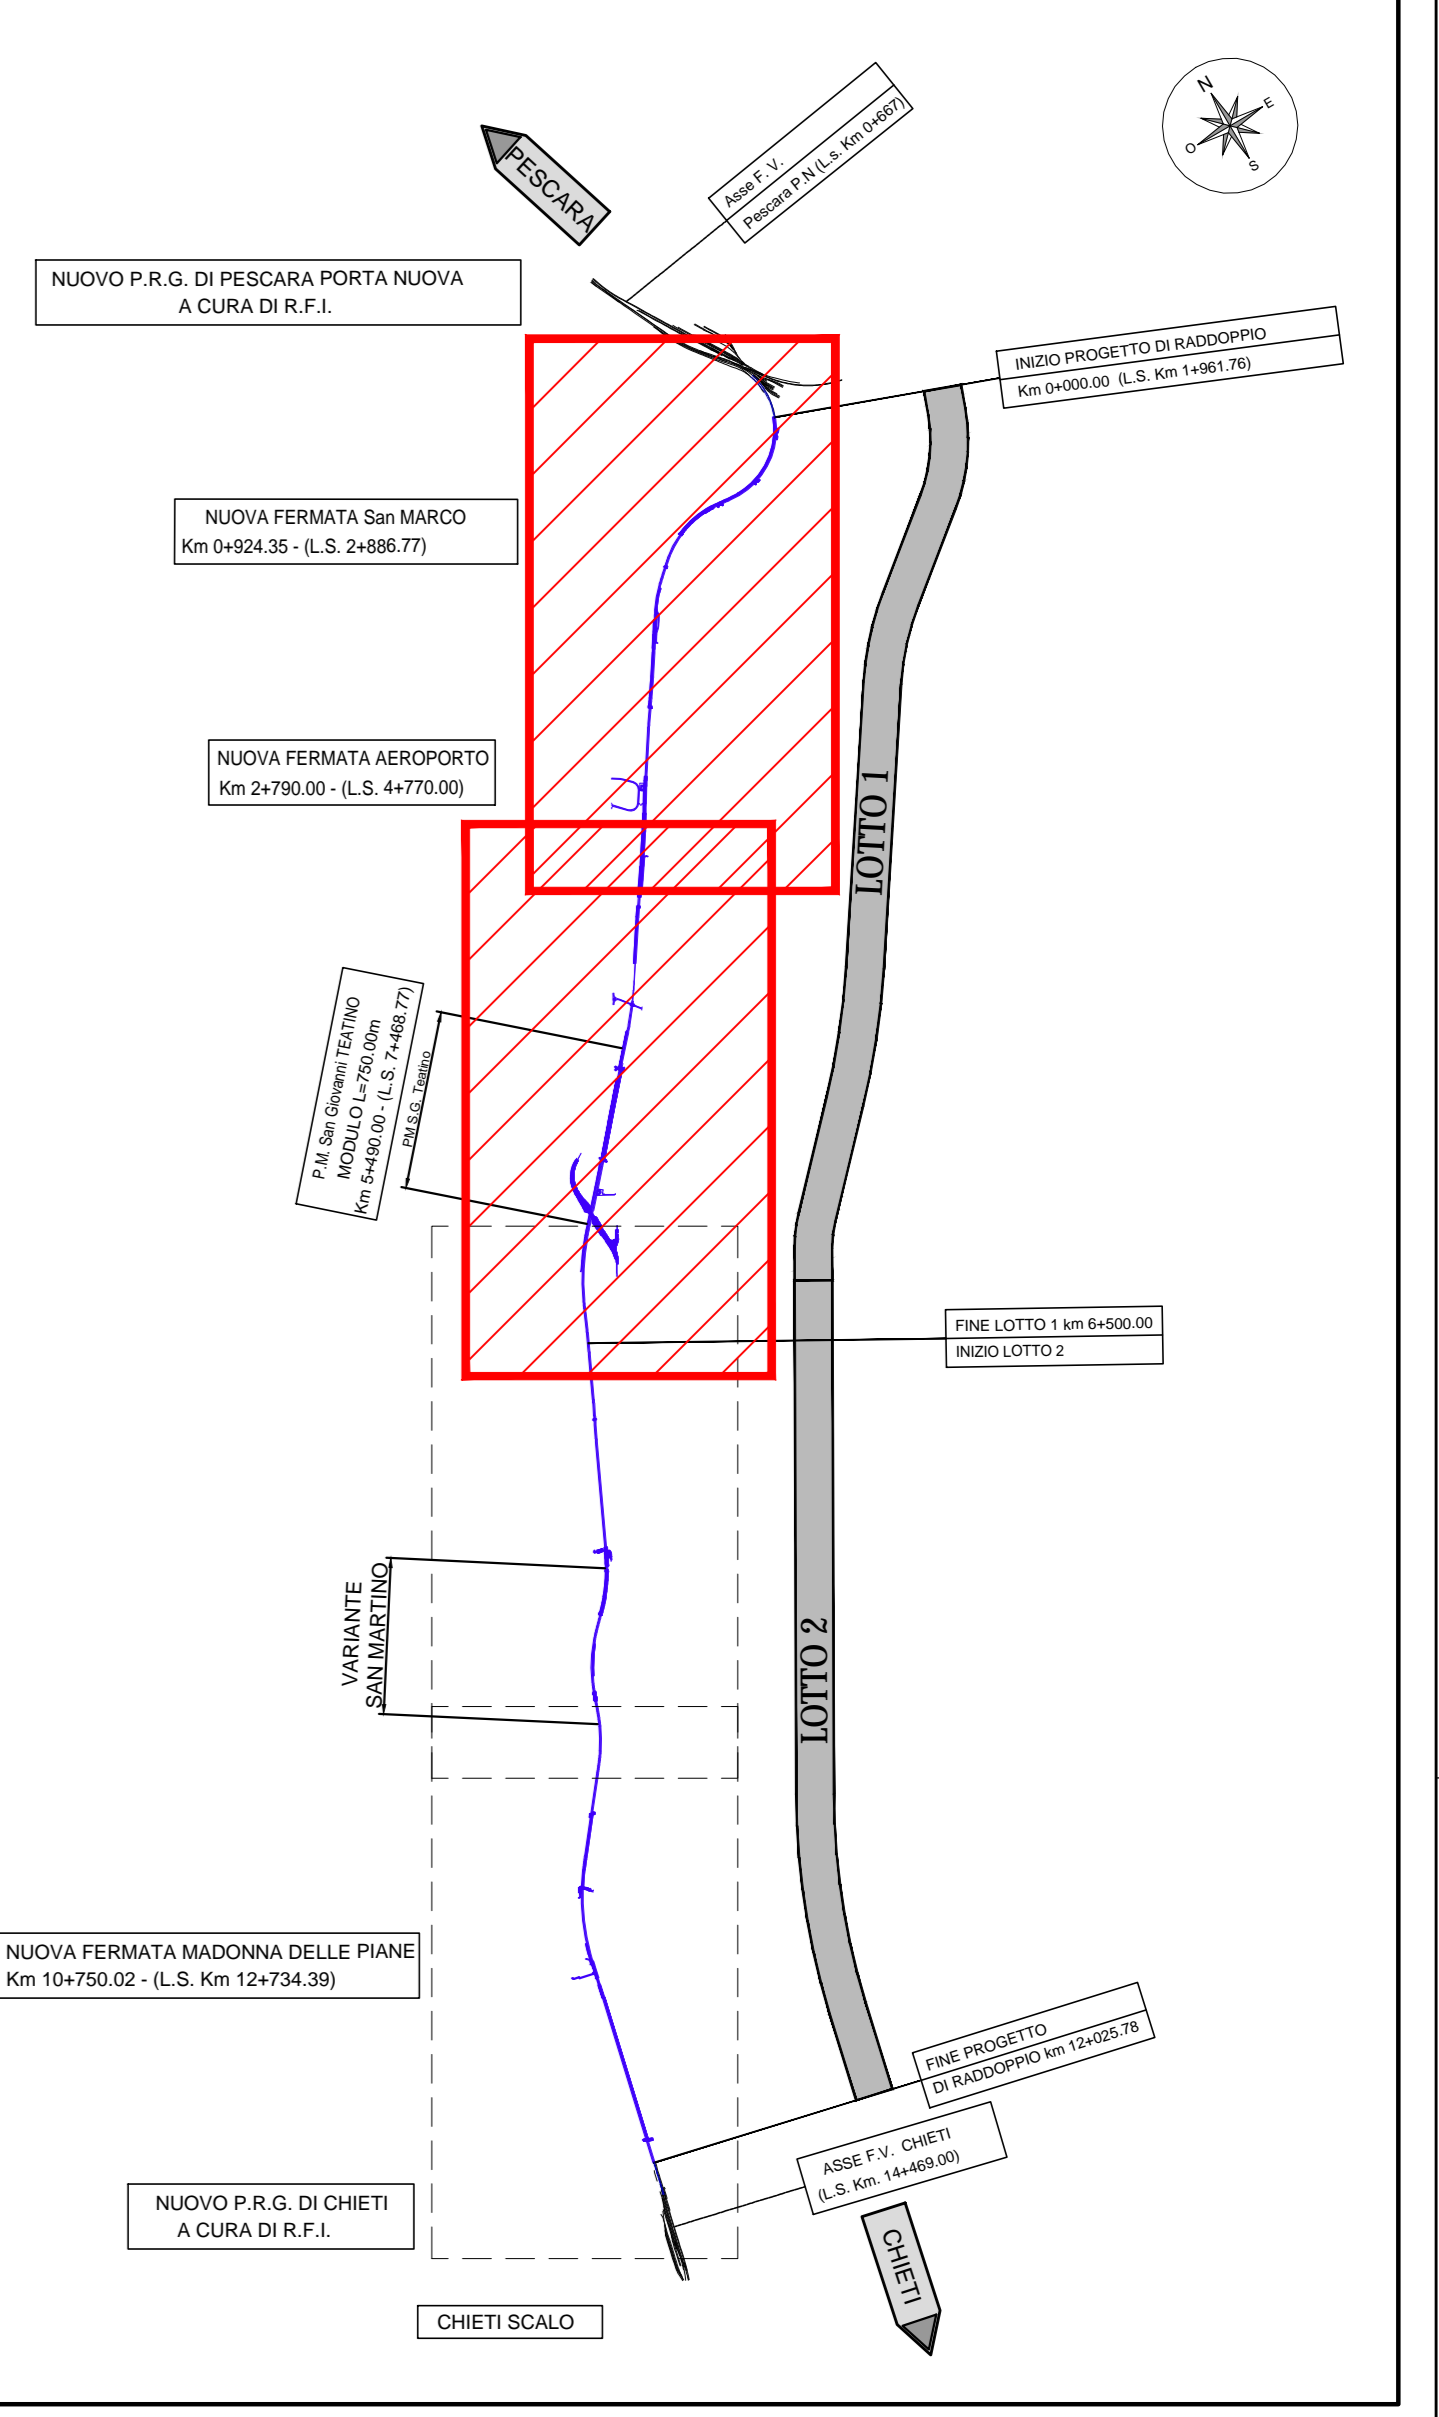 N
E
O
S
PESCARA
Asse F. V.
Pescara P.N (L.s. Km 0+667)
NUOVO P.R.G. DI PESCARA PORTA NUOVA
A CURA DI R.F.I.
INIZIO PROGETTO DI RADDOPPIO
Km 0+000.00 (L.S. Km 1+961.76)
NUOVA FERMATA San MARCO
Km 0+924.35 - (L.S. 2+886.77)
NUOVA FERMATA AEROPORTO
Km 2+790.00 - (L.S. 4+770.00)
LOTTO 1
P.M. San Giovanni TEATINO
MODULO L=750.00m
Km 5+490.00 - (L.S. 7+468.77)
PM S.G. Teatino
FINE LOTTO 1 km 6+500.00
INIZIO LOTTO 2
VARIANTE
SAN MARTINO
LOTTO 2
NUOVA FERMATA MADONNA DELLE PIANE
Km 10+750.02 - (L.S. Km 12+734.39)
FINE PROGETTO
DI RADDOPPIO km 12+025.78
ASSE F.V. CHIETI
(L.S. Km. 14+469.00)
NUOVO P.R.G. DI CHIETI
A CURA DI R.F.I.
CHIETI
CHIETI SCALO